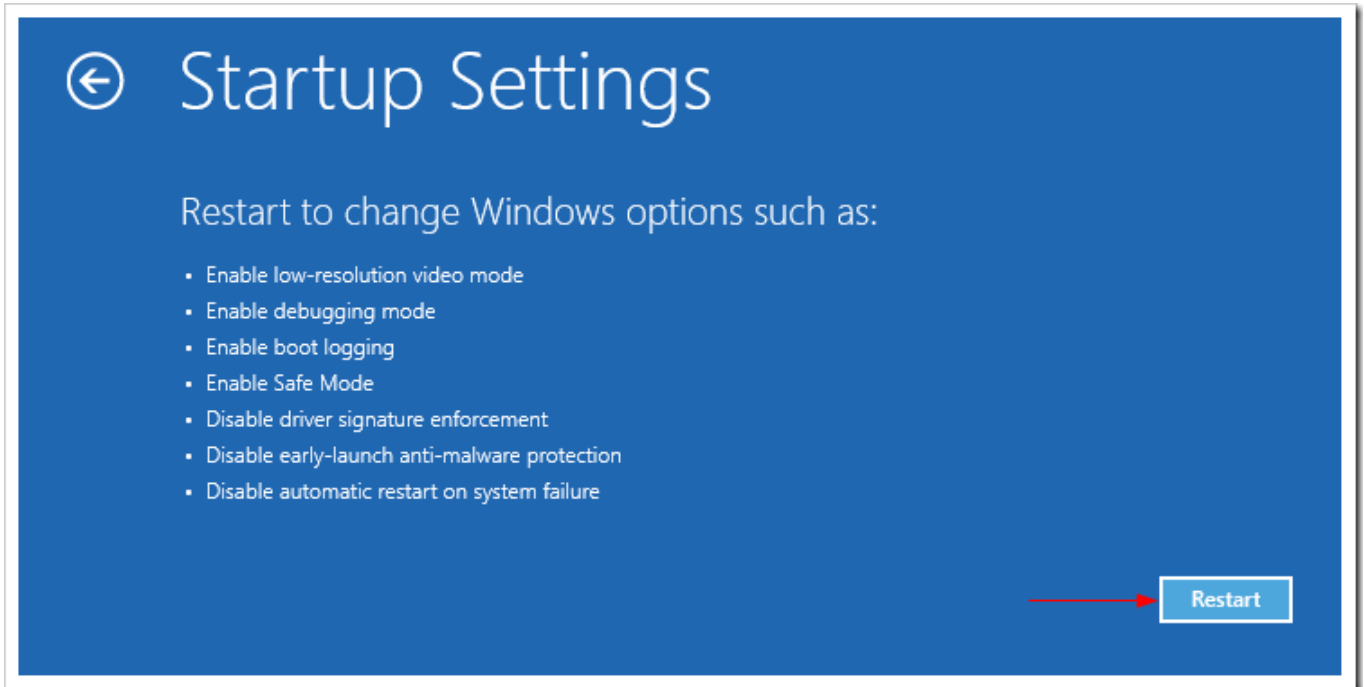 Startup Settings
Restart to change Windows options such as:
▪ Enable low-resolution video mode
▪ Enable debugging mode
▪ Enable boot logging
▪ Enable Safe Mode
▪ Disable driver signature enforcement
▪ Disable early-launch anti-malware protection
▪ Disable automatic restart on system failure
Restart